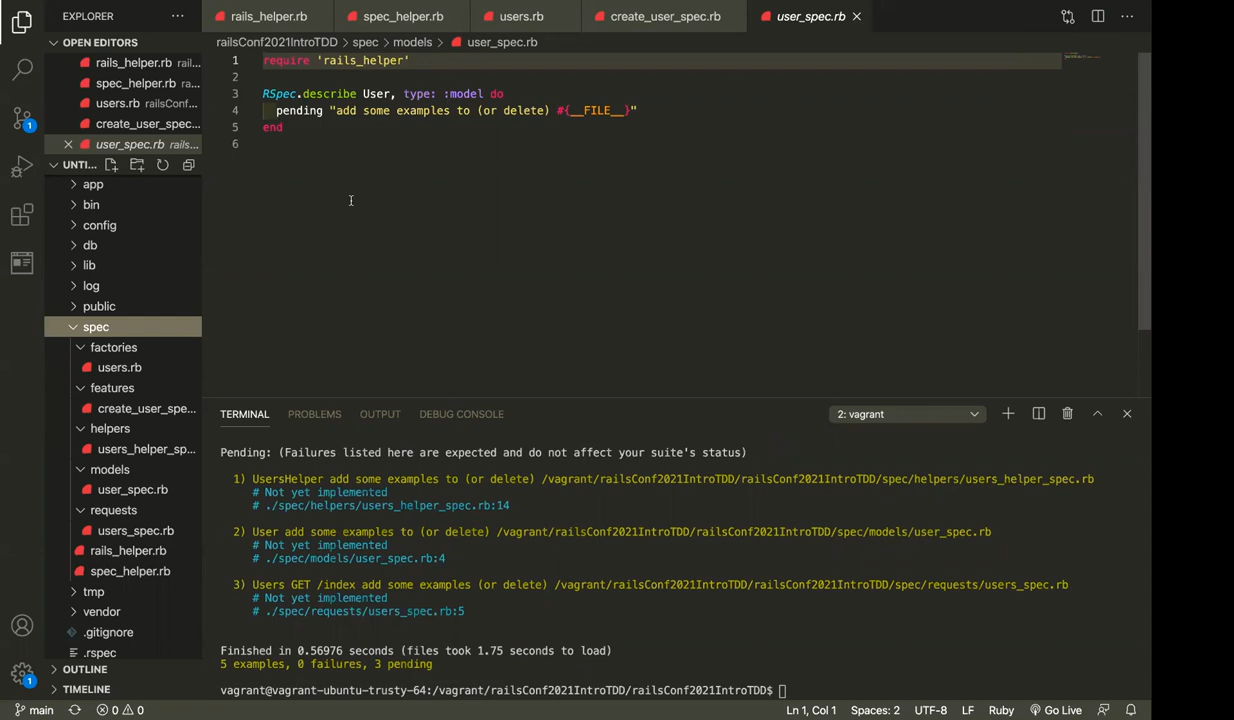 EXPLORER
rails_helper.rb
spec_helper.rb
users.rb
create_user_spec.rb
user_spec.rb
railsConf2021IntroTDD > spec > models > user_spec.rb
OPEN EDITORS
rails_helper.rb rail...
spec_helper.rb rail...
users.rb railsConf...
create_user_spec...
user_spec.rb rails...
UNTI...
app
bin
config
db
lib
log
public
spec
factories
users.rb
features
create_user_spe...
helpers
users_helper_sp...
models
user_spec.rb
requests
users_spec.rb
rails_helper.rb
spec_helper.rb
tmp
vendor
.gitignore
.rspec
OUTLINE
TIMELINE
1 require 'rails_helper'
2
3 RSpec.describe User, type: :model do
4 pending "add some examples to (or delete) #{__FILE__}"
5 end
6
TERMINAL PROBLEMS OUTPUT DEBUG CONSOLE 2: vagrant
Pending: (Failures listed here are expected and do not affect your suite's status)
1) UsersHelper add some examples to (or delete) /vagrant/railsConf2021IntroTDD/railsConf2021IntroTDD/spec/helpers/users_helper_spec.rb
# Not yet implemented
# ./spec/helpers/users_helper_spec.rb:14
2) User add some examples to (or delete) /vagrant/railsConf2021IntroTDD/railsConf2021IntroTDD/spec/models/user_spec.rb
# Not yet implemented
# ./spec/models/user_spec.rb:4
3) Users GET /index add some examples (or delete) /vagrant/railsConf2021IntroTDD/railsConf2021IntroTDD/spec/requests/users_spec.rb
# Not yet implemented
# ./spec/requests/users_spec.rb:5
Finished in 0.56976 seconds (files took 1.75 seconds to load)
5 examples, 0 failures, 3 pending
vagrant@vagrant-ubuntu-trusty-64:/vagrant/railsConf2021IntroTDD/railsConf2021IntroTDD$
1
1
main 0 0 Ln 1, Col 1 Spaces: 2 UTF-8 LF Ruby Go Live